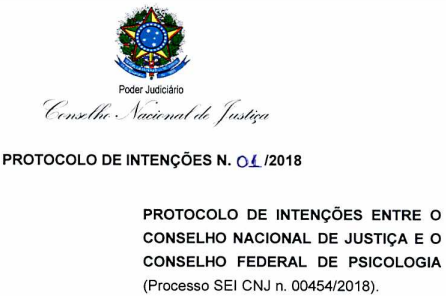 Poder Judiciário
Conselho Nacional de Justiça
PROTOCOLO DE INTENÇÕES N. 01 /2018
PROTOCOLO DE INTENÇÕES ENTRE O
CONSELHO NACIONAL DE JUSTIÇA E O
CONSELHO FEDERAL DE PSICOLOGIA
(Processo SEI CNJ n. 00454/2018).